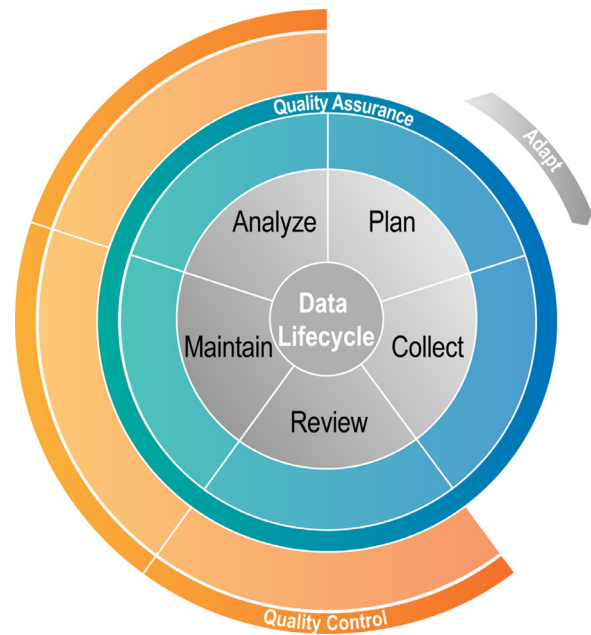 Quality Assurance
Adapt
Analyze
Plan
Data
Lifecycle
Maintain
Collect
Review
Quality Control